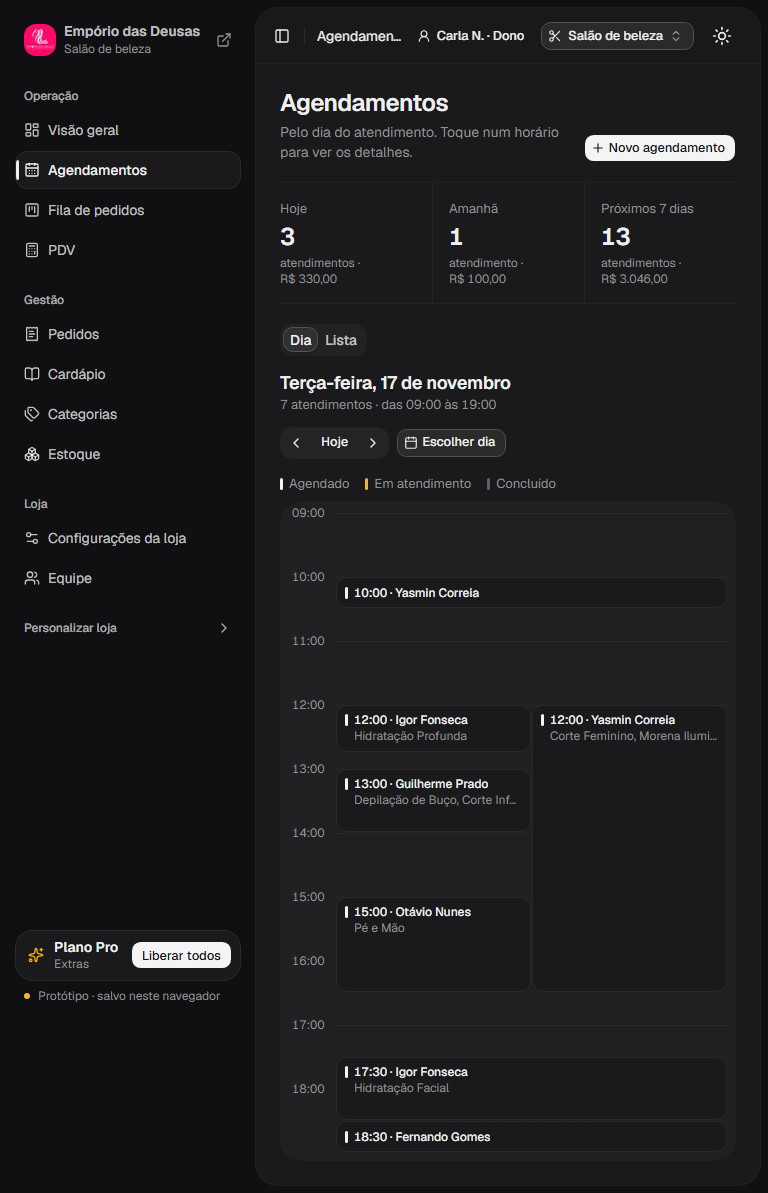 Empório das Deusas
Salão de beleza
Operação
Visão geral
Agendamentos
Fila de pedidos
PDV
Gestão
Pedidos
Cardápio
Categorias
Estoque
Loja
Configurações da loja
Equipe
Personalizar loja
Plano Pro
Extras
Liberar todos
Protótipo · salvo neste navegador
Agendamen...
Carla N. · Dono
Salão de beleza
Agendamentos
Pelo dia do atendimento. Toque num horário
para ver os detalhes.
Novo agendamento
Hoje
3
atendimentos ·
R$ 330,00
Amanhã
1
atendimento ·
R$ 100,00
Próximos 7 dias
13
atendimentos ·
R$ 3.046,00
Dia
Lista
Terça-feira, 17 de novembro
7 atendimentos · das 09:00 às 19:00
Hoje
Escolher dia
Agendado
Em atendimento
Concluído
09:00
10:00
10:00 · Yasmin Correia
11:00
12:00
12:00 · Igor Fonseca
Hidratação Profunda
12:00 · Yasmin Correia
Corte Feminino, Morena Ilumi...
13:00
13:00 · Guilherme Prado
Depilação de Buço, Corte Inf...
14:00
15:00
15:00 · Otávio Nunes
Pé e Mão
16:00
17:00
17:30 · Igor Fonseca
Hidratação Facial
18:00
18:30 · Fernando Gomes